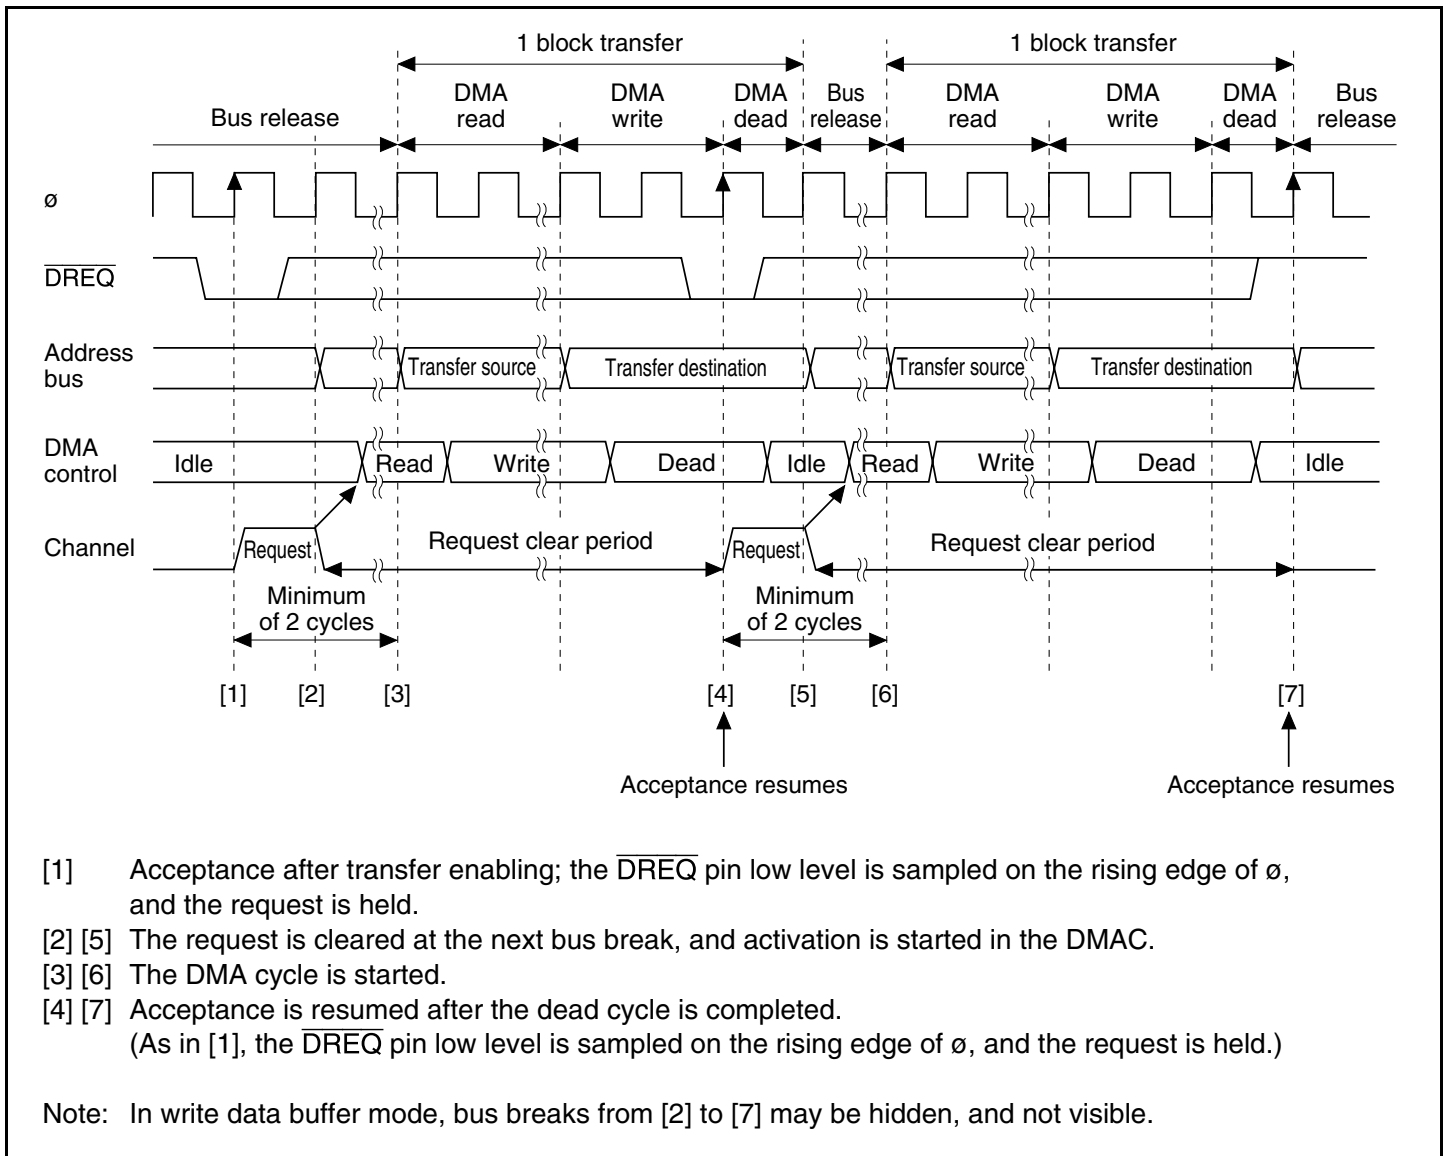 1 block transfer 1 block transfer
Bus release DMA read DMA write DMA dead Bus release DMA read DMA write DMA dead Bus release
ø
DREQ
Address bus Transfer source Transfer destination Transfer source Transfer destination
DMA control Idle Read Write Dead Idle Read Write Dead Idle
Channel Request Request clear period Request Request clear period
Minimum of 2 cycles Minimum of 2 cycles
[1] [2] [3] [4] [5] [6] [7]
Acceptance resumes Acceptance resumes
[1] Acceptance after transfer enabling; the DREQ pin low level is sampled on the rising edge of ø,
and the request is held.
[2] [5] The request is cleared at the next bus break, and activation is started in the DMAC.
[3] [6] The DMA cycle is started.
[4] [7] Acceptance is resumed after the dead cycle is completed.
(As in [1], the DREQ pin low level is sampled on the rising edge of ø, and the request is held.)
Note: In write data buffer mode, bus breaks from [2] to [7] may be hidden, and not visible.